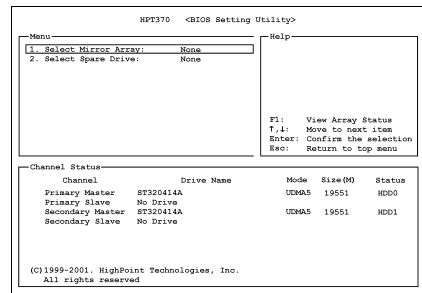 HPT370 <BIOS Setting Utility>
Menu
1. Select Mirror Array: None
2. Select Spare Drive: None
Help
F1: View Array Status
↑,↓: Move to next item
Enter: Confirm the selection
Esc: Return to top menu
Channel Status
Channel Drive Name Mode Size(M) Status
Primary Master ST320414A UDMA5 19551 HDD0
Primary Slave No Drive
Secondary Master ST320414A UDMA5 19551 HDD1
Secondary Slave No Drive
(C)1999-2001. HighPoint Technologies, Inc.
All rights reserved